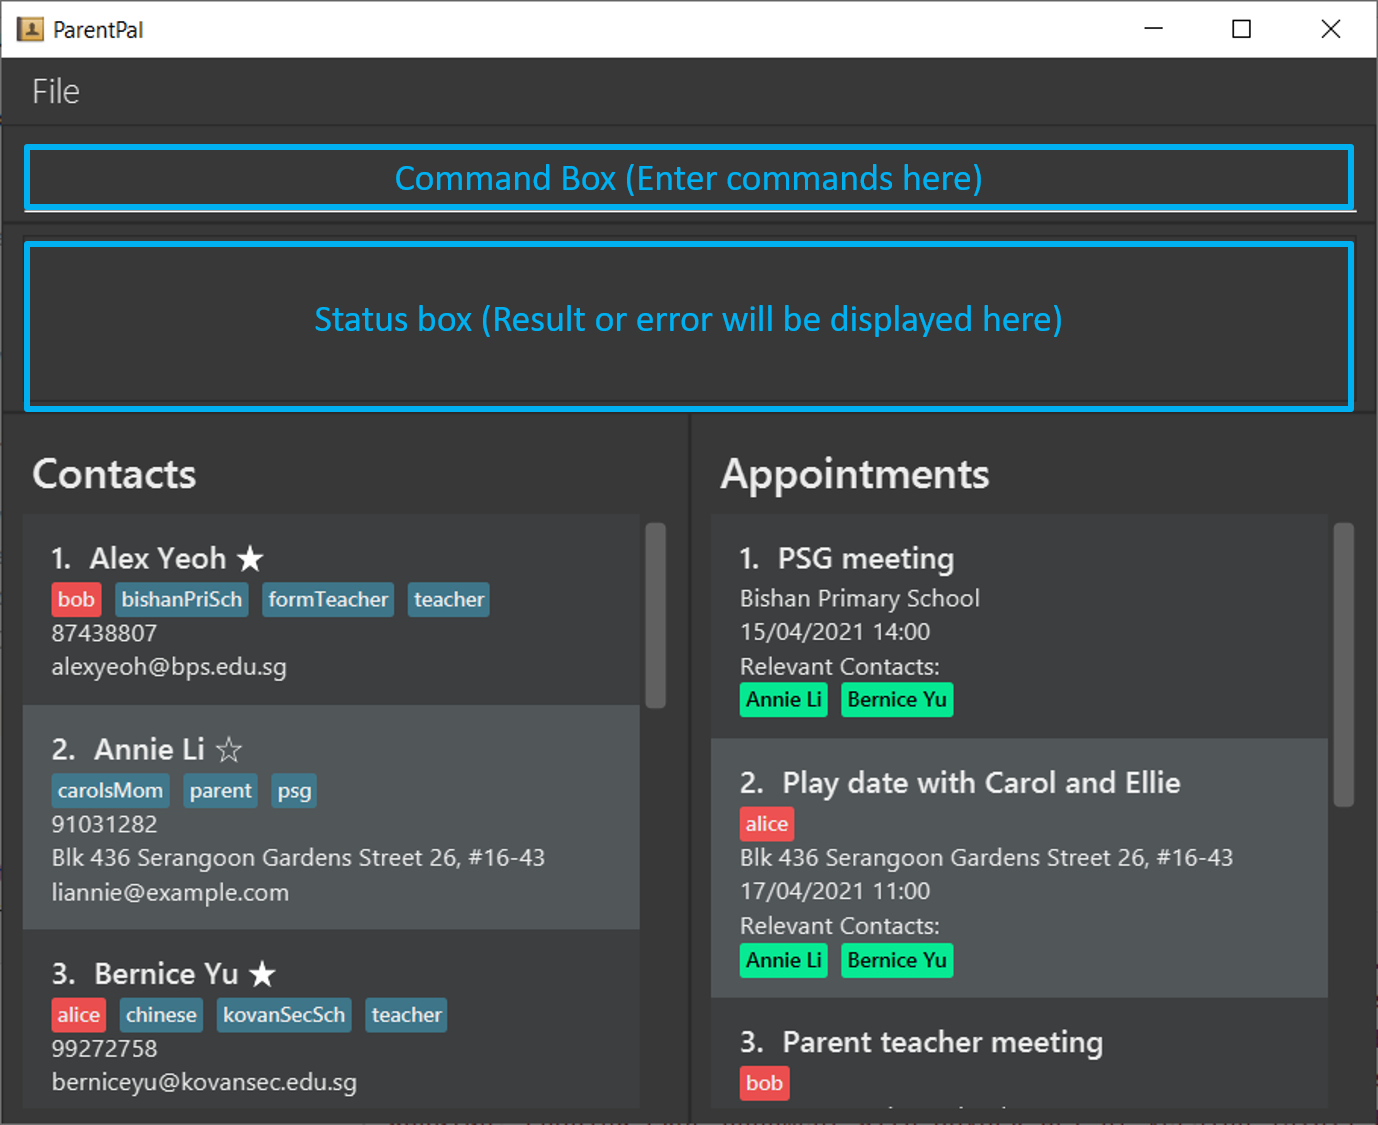 ParentPal
File
Command Box (Enter commands here)
Status box (Result or error will be displayed here)
Contacts
1. Alex Yeoh ★
bob bishanPriSch formTeacher teacher
87438807
alexyeoh@bps.edu.sg
2. Annie Li ☆
carolsMom parent psg
91031282
Blk 436 Serangoon Gardens Street 26, #16-43
liannie@example.com
3. Bernice Yu ★
alice chinese kovanSecSch teacher
99272758
berniceyu@kovansec.edu.sg
Appointments
1. PSG meeting
Bishan Primary School
15/04/2021 14:00
Relevant Contacts:
Annie Li Bernice Yu
2. Play date with Carol and Ellie
alice
Blk 436 Serangoon Gardens Street 26, #16-43
17/04/2021 11:00
Relevant Contacts:
Annie Li Bernice Yu
3. Parent teacher meeting
bob